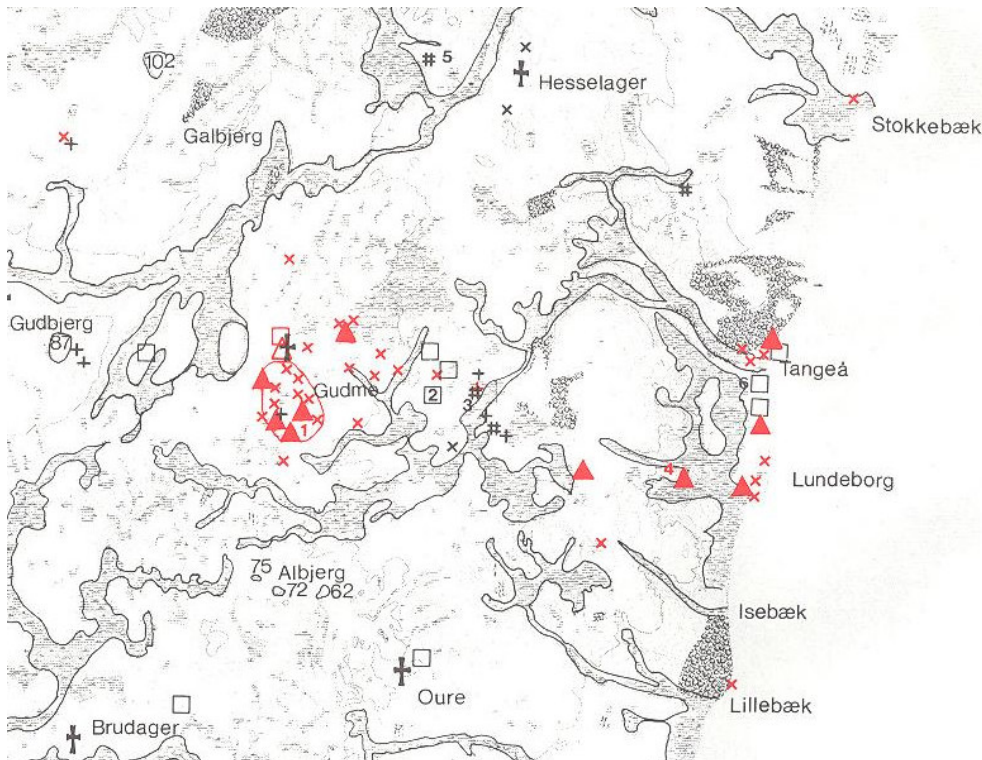 102
# 5
Hesselager
Stokkebæk
Galbjerg
#
Gudbjerg
87
Gudme
Tangeå
6
2
#
3
1
#
4
Lundeborg
75
Albjerg
72
62
Isebæk
Oure
Lillebæk
Brudager